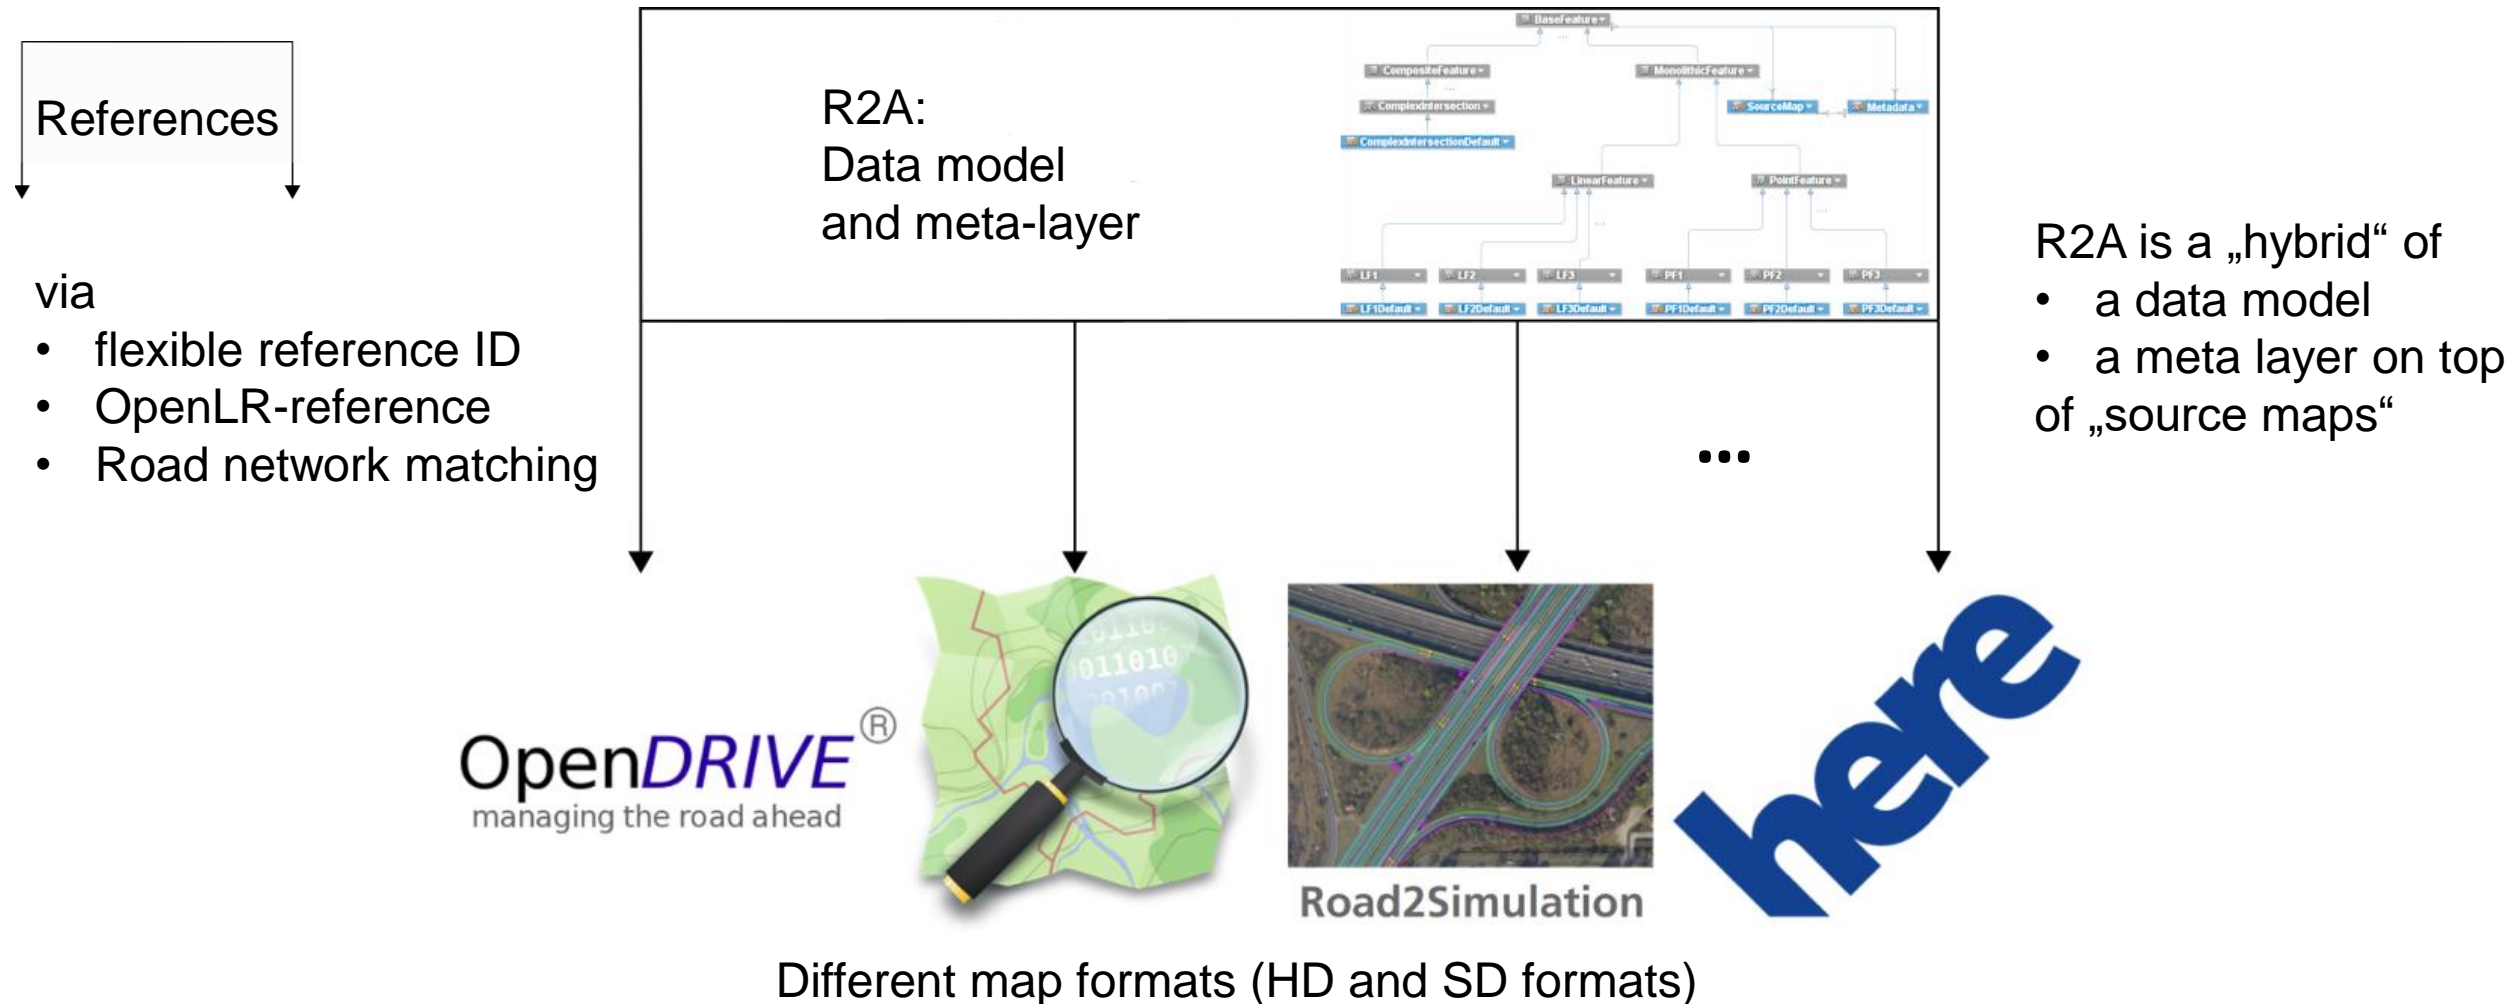 References
via
• flexible reference ID
• OpenLR-reference
• Road network matching
R2A:
Data model
and meta-layer
BaseFeature
....
CompositeFeature
MonolithicFeature
....
ComplexIntersection
SourceMap
Metadata
ComplexIntersectionDefault
LinearFeature
PointFeature
....
....
LF1
LF2
LF3
PF1
PF2
PF3
LF1Default
LF2Default
LF3Default
PF1Default
PF2Default
PF3Default
R2A is a „hybrid“ of
• a data model
• a meta layer on top
of „source maps“
...
OpenDRIVE®
managing the road ahead
011010
Road2Simulation
here
Different map formats (HD and SD formats)